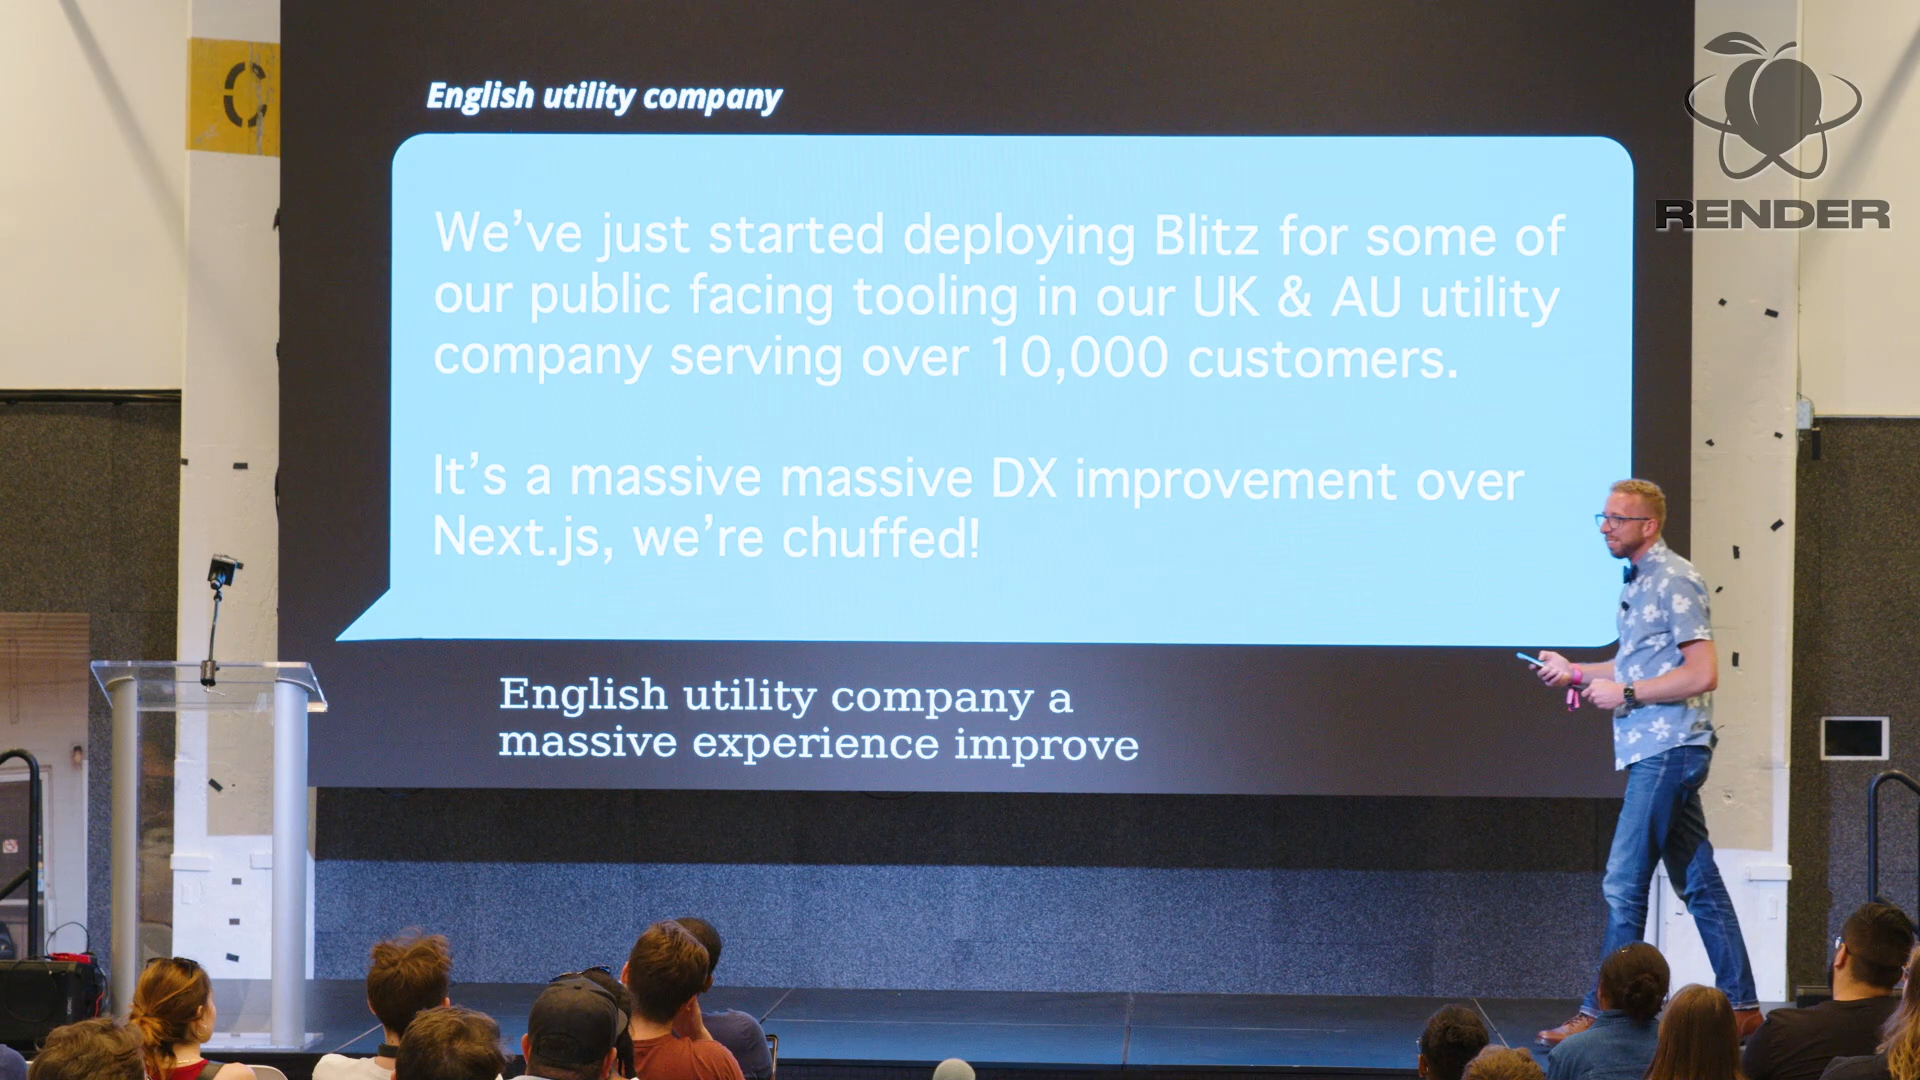 English utility company
We've just started deploying Blitz for some of
our public facing tooling in our UK & AU utility
company serving over 10,000 customers.
It's a massive massive DX improvement over
Next.js, we're chuffed!
English utility company a
massive experience improve
RENDER